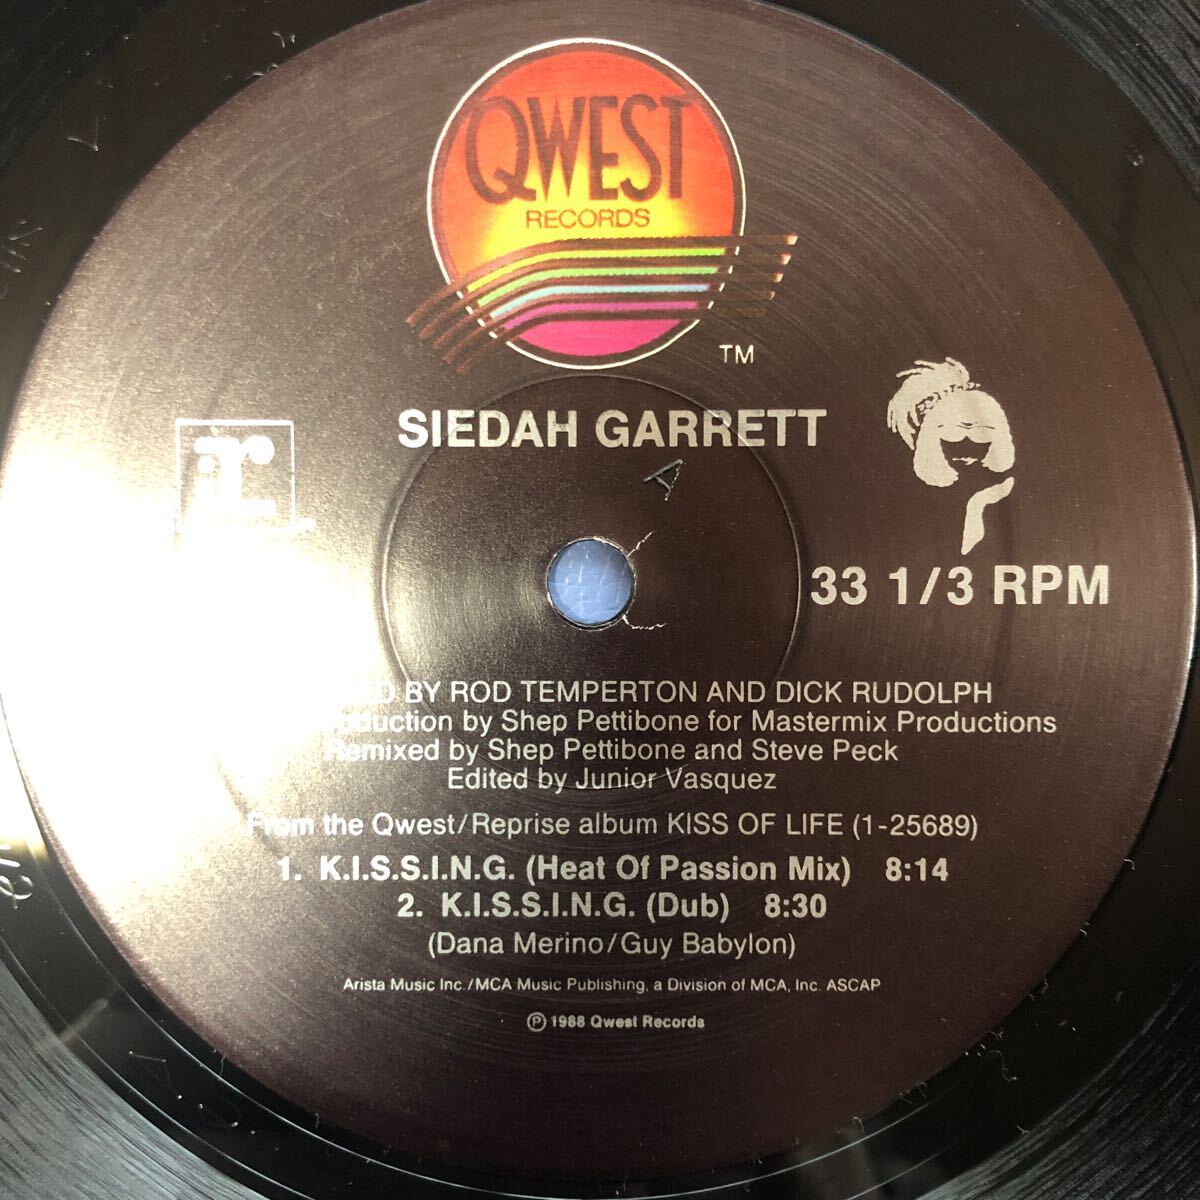 QWEST
RECORDS
TM
SIEDAH GARRETT
A
r
33 1/3 RPM
BY ROD TEMPERTON AND DICK RUDOLPH
by Shep Pettibone for Mastermix Productions
Remixed by Shep Pettibone and Steve Peck
Edited by Junior Vasquez
From the Qwest/Reprise album KISS OF LIFE (1-25689)
1. K.I.S.S.I.N.G. (Heat Of Passion Mix) 8:14
2. K.I.S.S.I.N.G. (Dub) 8:30
(Dana Merino/Guy Babylon)
Arista Music Inc./MCA Music Publishing, a Division of MCA, Inc. ASCAP
℗ 1988 Qwest Records